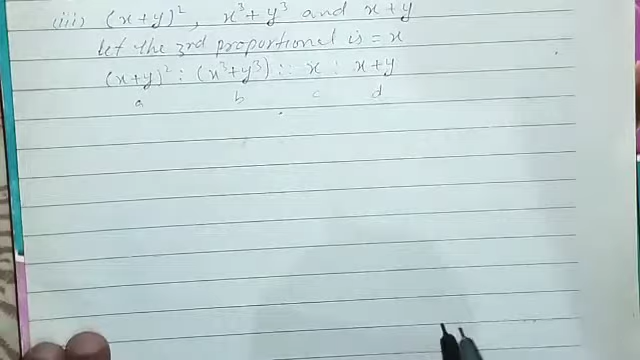 (iii) (x+y)², x³+y³ and x+y
let the 3rd proportional is = x
(x+y)² : (x³+y³) :: x : x+y
a b c d